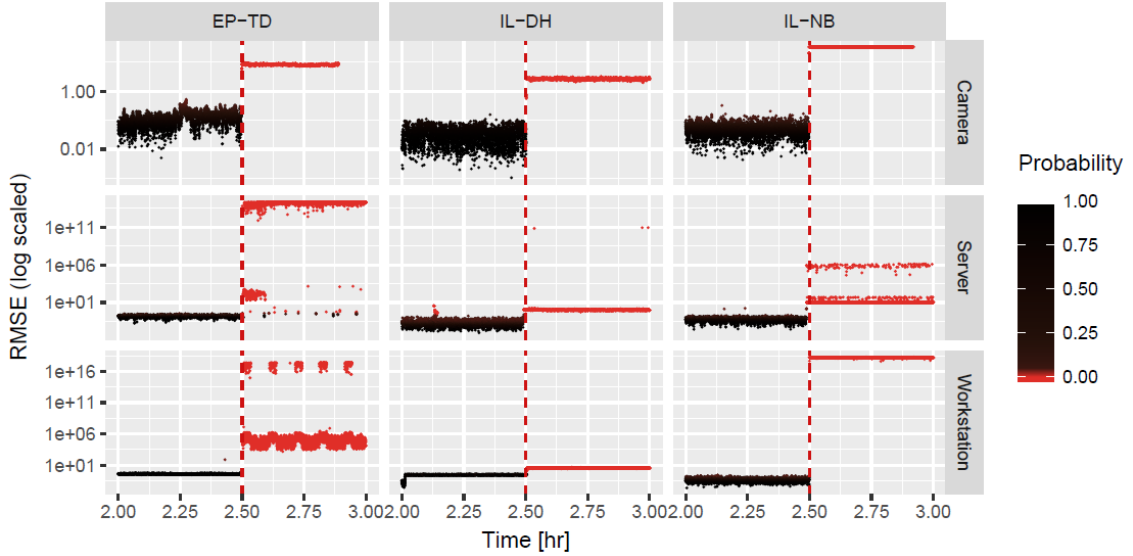 EP−TD
IL−DH
IL−NB
1.00
0.01
Camera
1e+11
1e+06
1e+01
Server
1e+16
1e+11
1e+06
1e+01
Workstation
2.00 2.25 2.50 2.75 3.00
2.00 2.25 2.50 2.75 3.00
2.00 2.25 2.50 2.75 3.00
Time [hr]
RMSE (log scaled)
Probability
1.00
0.75
0.50
0.25
0.00